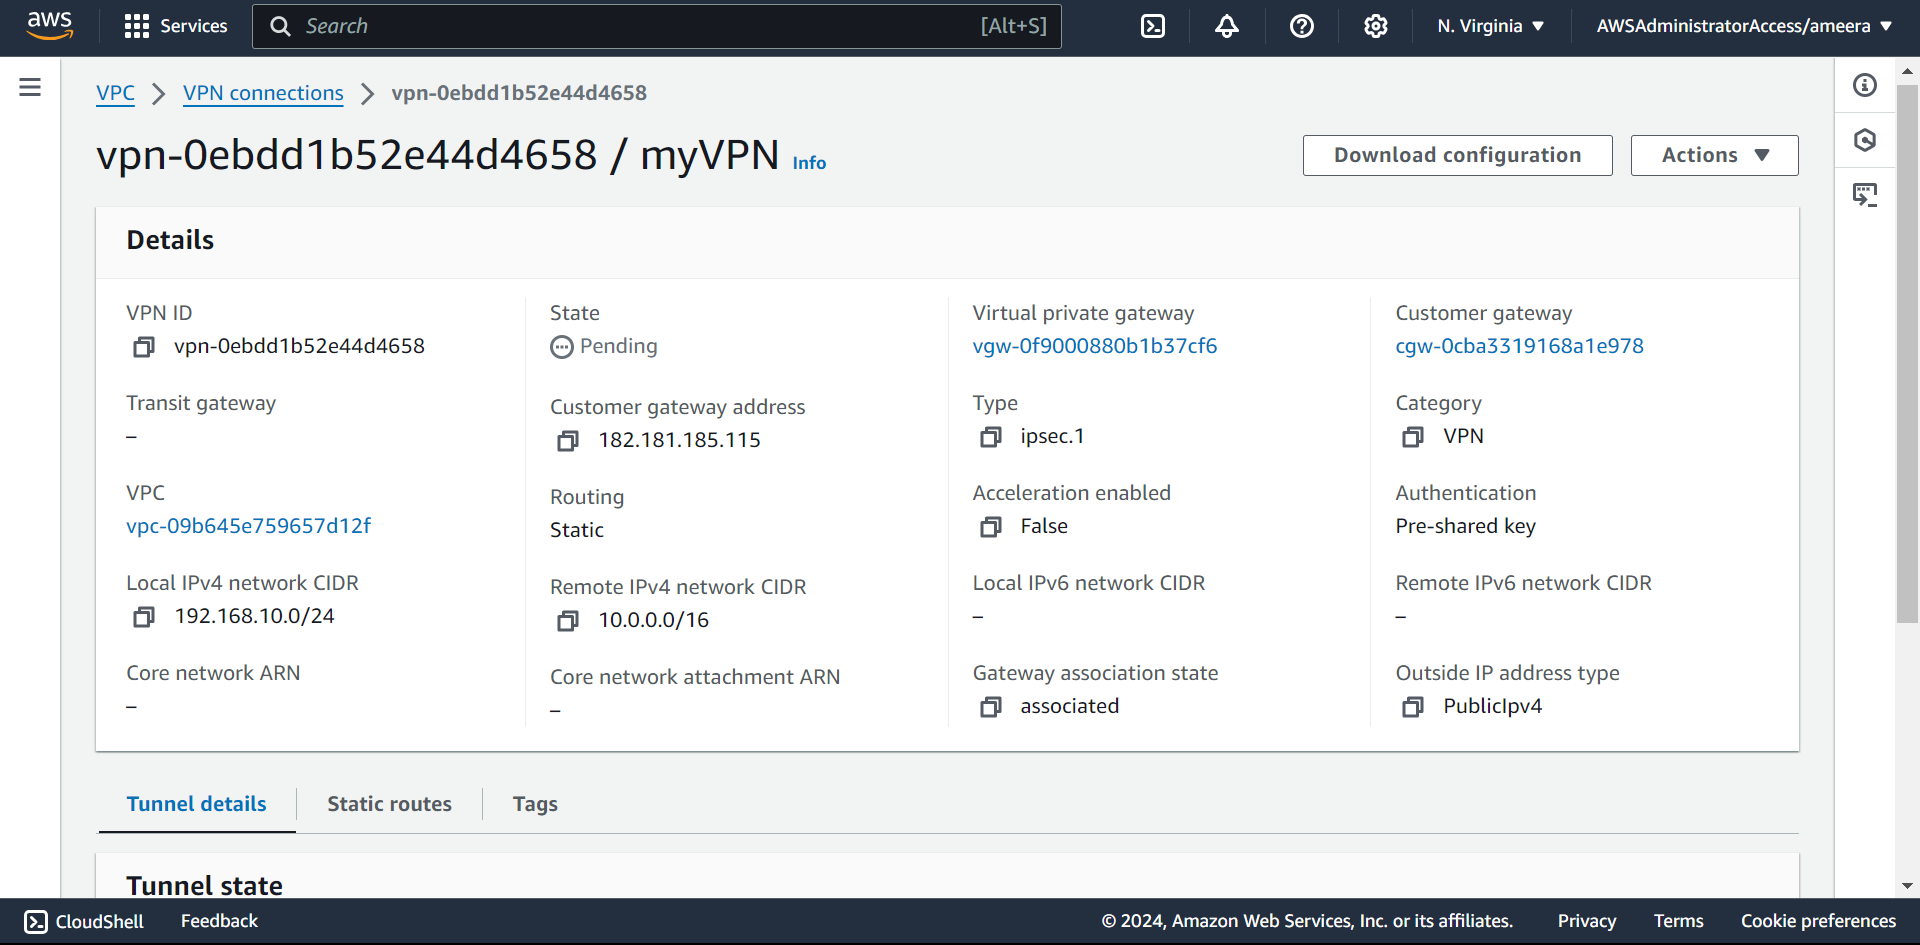 aws Services Search [Alt+S] N. Virginia AWSAdministratorAccess/ameera
VPC VPN connections vpn-0ebdd1b52e44d4658
vpn-0ebdd1b52e44d4658 / myVPN Info Download configuration Actions
Details
VPN ID
vpn-0ebdd1b52e44d4658
State
Pending
Virtual private gateway
vgw-0f9000880b1b37cf6
Customer gateway
cgw-0cba3319168a1e978
Transit gateway
–
Customer gateway address
182.181.185.115
Type
ipsec.1
Category
VPN
VPC
vpc-09b645e759657d12f
Routing
Static
Acceleration enabled
False
Authentication
Pre-shared key
Local IPv4 network CIDR
192.168.10.0/24
Remote IPv4 network CIDR
10.0.0.0/16
Local IPv6 network CIDR
–
Remote IPv6 network CIDR
–
Core network ARN
–
Core network attachment ARN
–
Gateway association state
associated
Outside IP address type
PublicIpv4
Tunnel details Static routes Tags
Tunnel state
CloudShell Feedback © 2024, Amazon Web Services, Inc. or its affiliates. Privacy Terms Cookie preferences